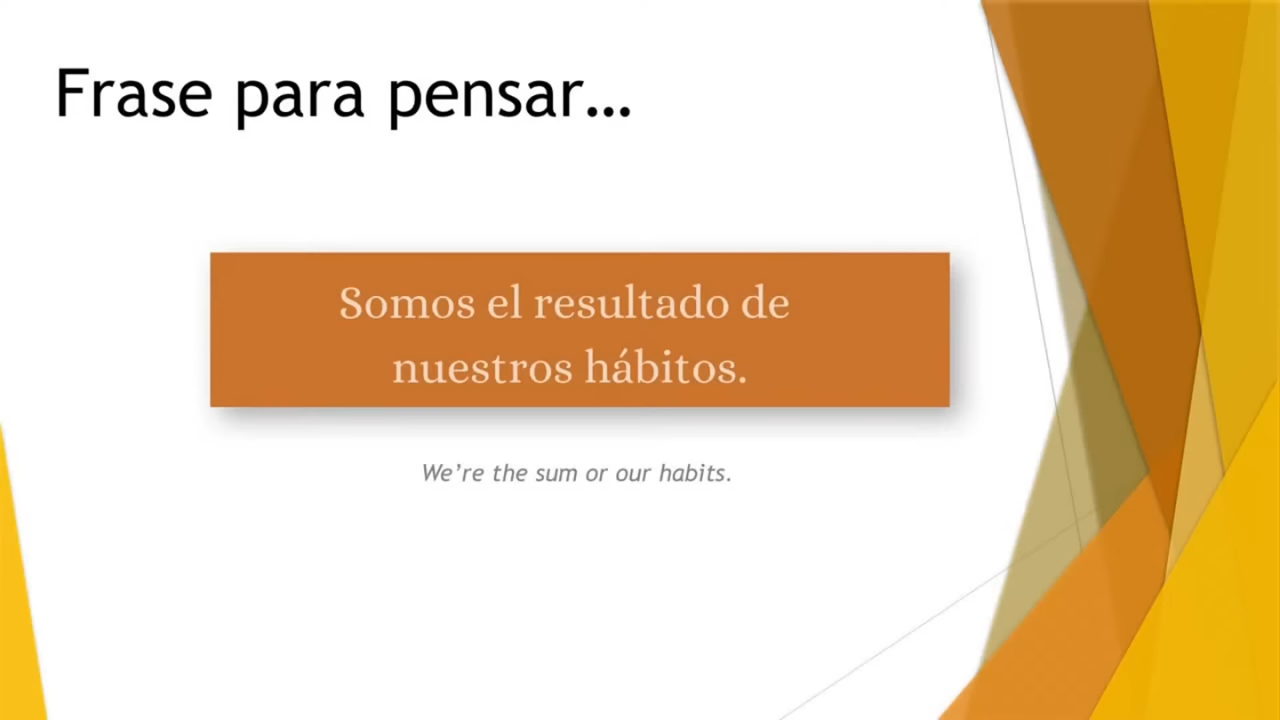 Frase para pensar…
Somos el resultado de
nuestros hábitos.
We’re the sum or our habits.